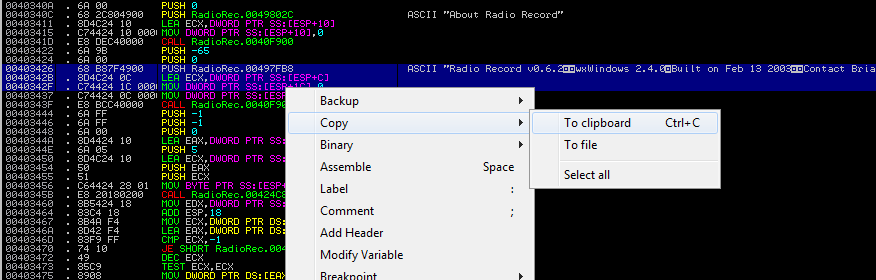 0040340A . 6A 00 PUSH 0
0040340C . 68 2C804900 PUSH RadioRec.0049802C ASCII "About Radio Record"
00403411 . 8D4C24 10 LEA ECX,DWORD PTR SS:[ESP+10]
00403415 . C74424 10 000 MOV DWORD PTR SS:[ESP+10],0
0040341D . E8 DEC40000 CALL RadioRec.0040F900
00403422 . 6A 9B PUSH -65
00403424 . 6A 00 PUSH 0
00403426 . 68 B87F4900 PUSH RadioRec.00497FB8 ASCII "Radio Record v0.6.2 wxWindows 2.4.0 Built on Feb 13 2003 Contact Bria
0040342B . 8D4C24 0C LEA ECX,DWORD PTR SS:[ESP+C]
0040342F . C74424 1C 000 MOV DWORD PTR SS:[ESP+1C],0
00403437 . C74424 0C 000 MOV DWORD PTR SS:[
0040343F . E8 BCC40000 CALL RadioRec.0040F90
00403444 . 6A FF PUSH -1
00403446 . 6A FF PUSH -1
00403448 . 6A 00 PUSH 0
0040344A . 8D4424 10 LEA EAX,DWORD PTR SS:[
0040344E . 6A 05 PUSH 5
00403450 . 8D4C24 10 LEA ECX,DWORD PTR SS:[
00403454 . 50 PUSH EAX
00403455 . 51 PUSH ECX
00403456 . C64424 28 01 MOV BYTE PTR SS:[ESP+
0040345B . E8 20180200 CALL RadioRec.00424C8
00403460 . 8B5424 18 MOV EDX,DWORD PTR SS:[
00403464 . 83C4 18 ADD ESP,18
00403467 . 8B4A F4 MOV ECX,DWORD PTR DS:
0040346A . 8D42 F4 LEA EAX,DWORD PTR DS:
0040346D . 83F9 FF CMP ECX,-1
00403470 . 74 10 JE SHORT RadioRec.
00403472 . 49 DEC ECX
00403473 . 85C9 TEST ECX,ECX
00403475 . 8908 MOV DWORD PTR DS:[EAX
Backup
Copy
Binary
Assemble Space
Label :
Comment ;
Add Header
Modify Variable
Breakpoint
To clipboard Ctrl+C
To file
Select all